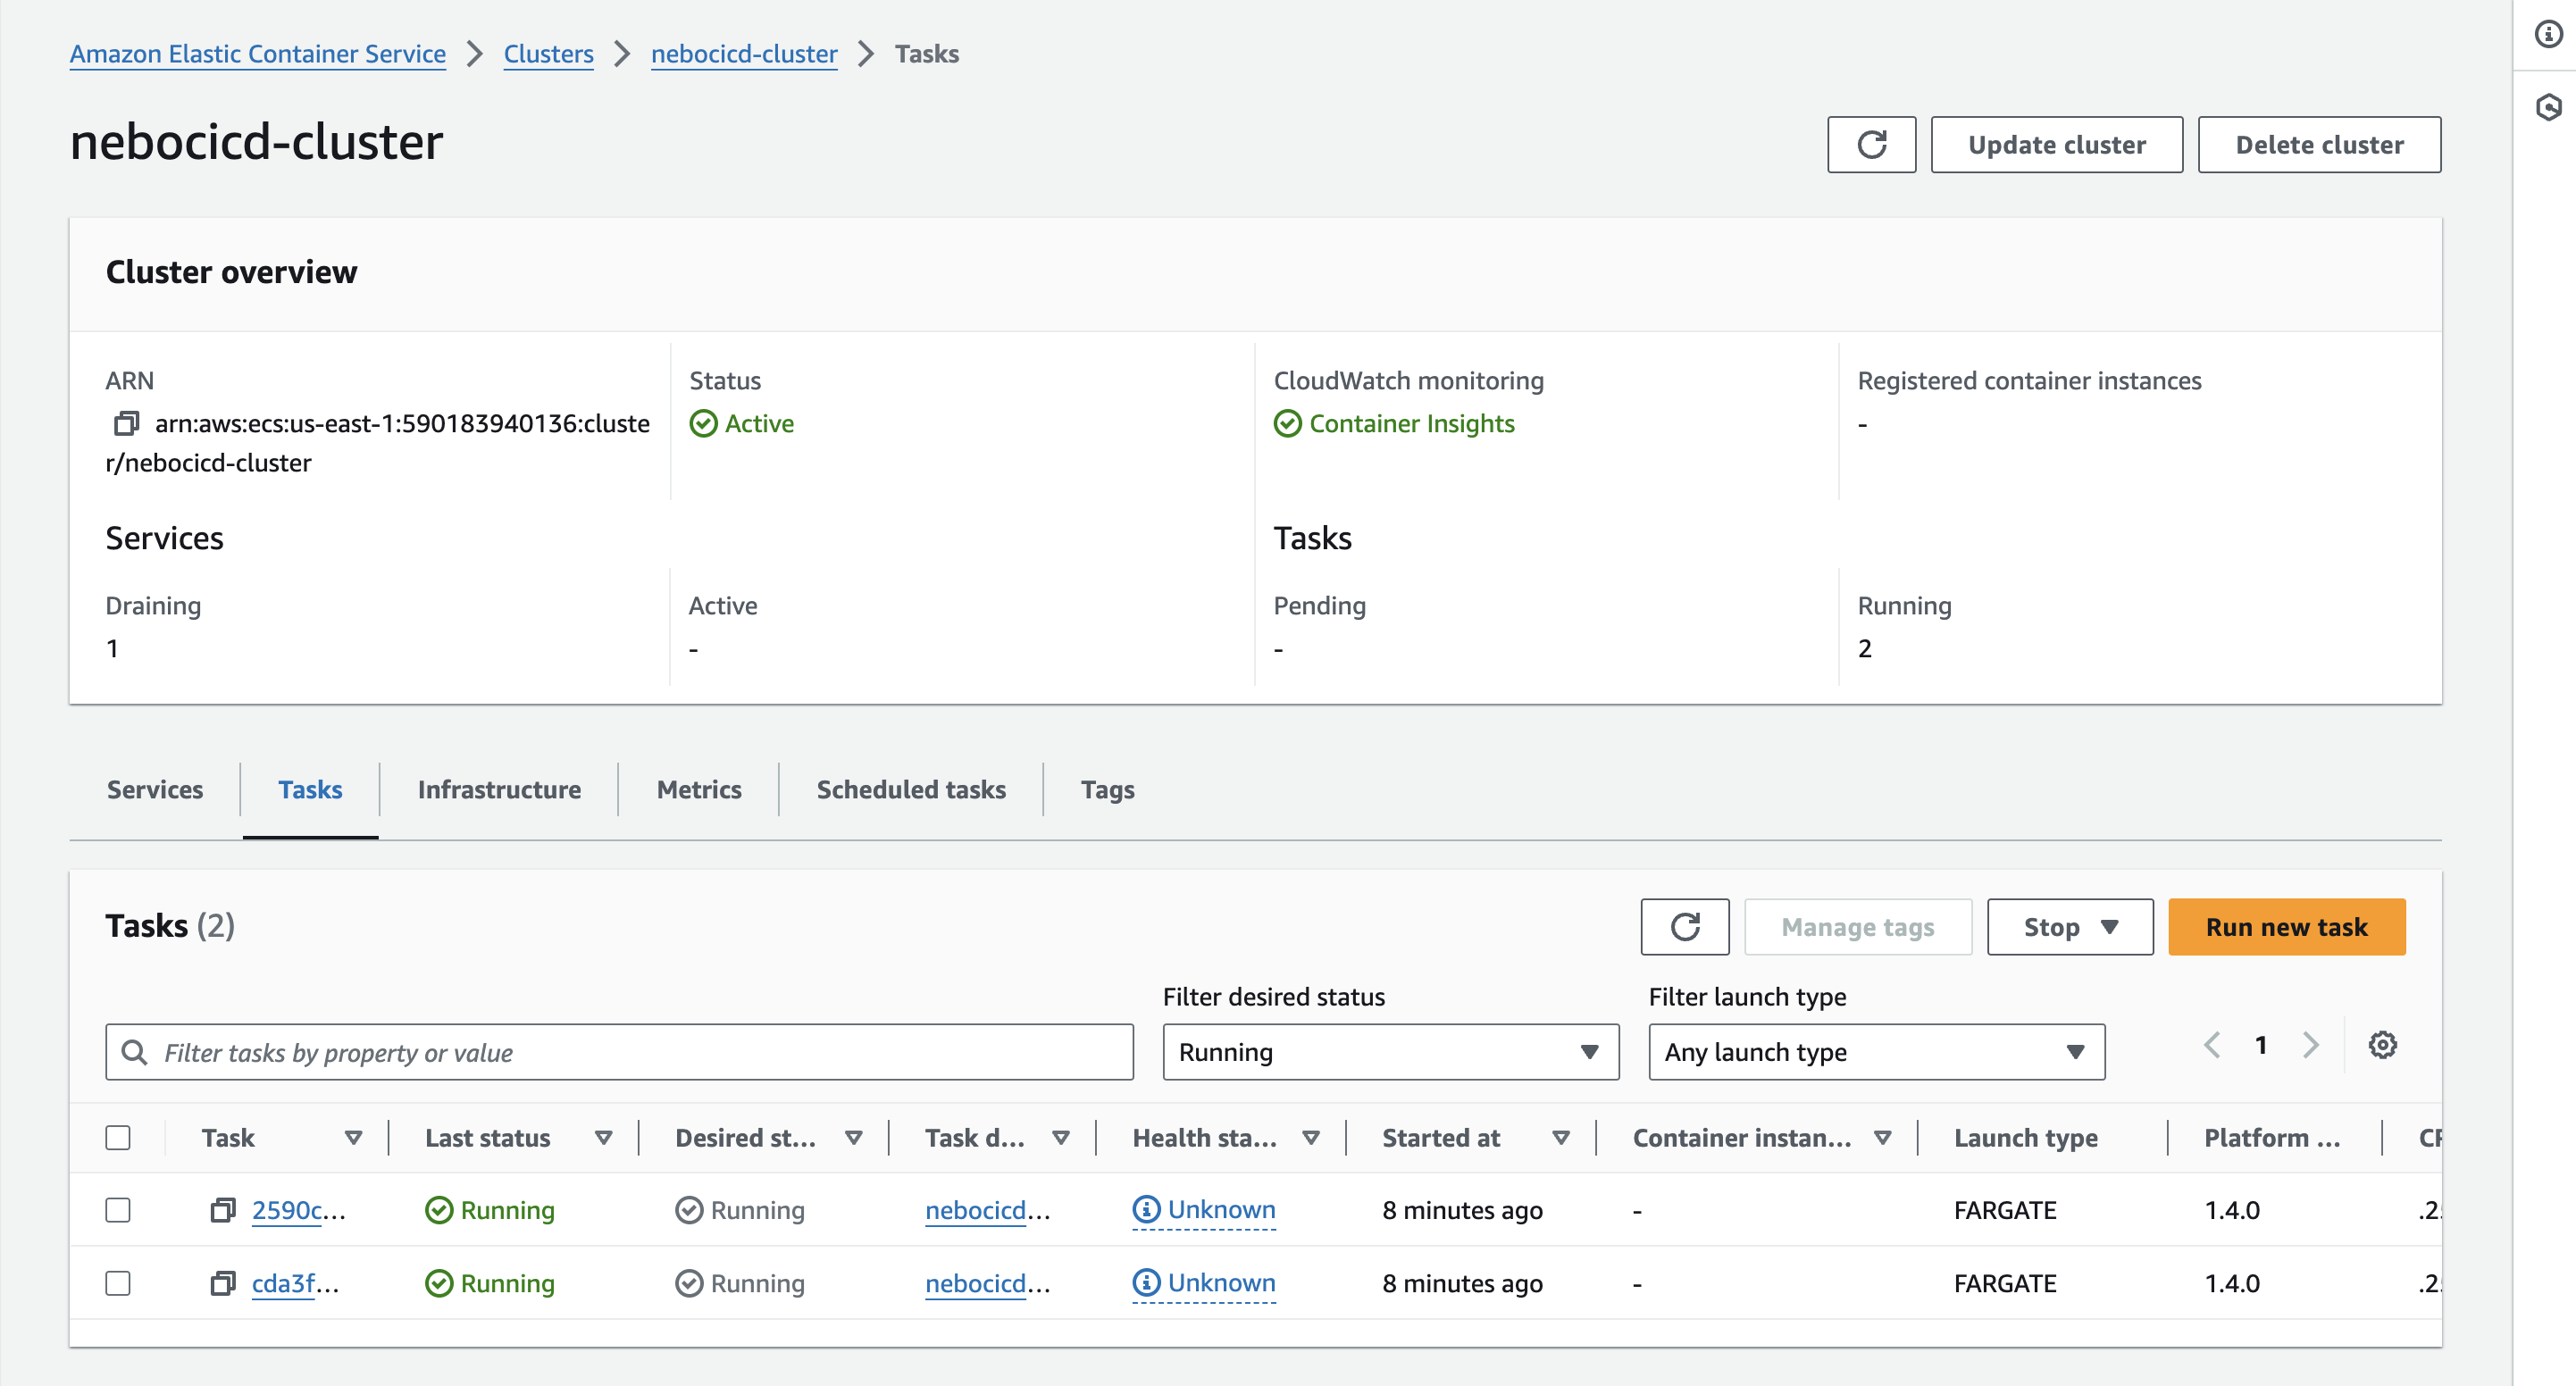 Amazon Elastic Container Service > Clusters > nebocicd-cluster > Tasks
nebocicd-cluster
Update cluster
Delete cluster
Cluster overview
ARN
arn:aws:ecs:us-east-1:590183940136:cluste
r/nebocicd-cluster
Status
Active
CloudWatch monitoring
Container Insights
Registered container instances
-
Services
Draining
1
Active
-
Tasks
Pending
-
Running
2
Services Tasks Infrastructure Metrics Scheduled tasks Tags
Tasks (2)
Manage tags
Stop
Run new task
Filter tasks by property or value
Filter desired status
Running
Filter launch type
Any launch type
1
Task Last status Desired st... Task d... Health sta... Started at Container instan... Launch type Platform ...
2590c... Running Running nebocicd... Unknown 8 minutes ago - FARGATE 1.4.0
cda3f... Running Running nebocicd... Unknown 8 minutes ago - FARGATE 1.4.0